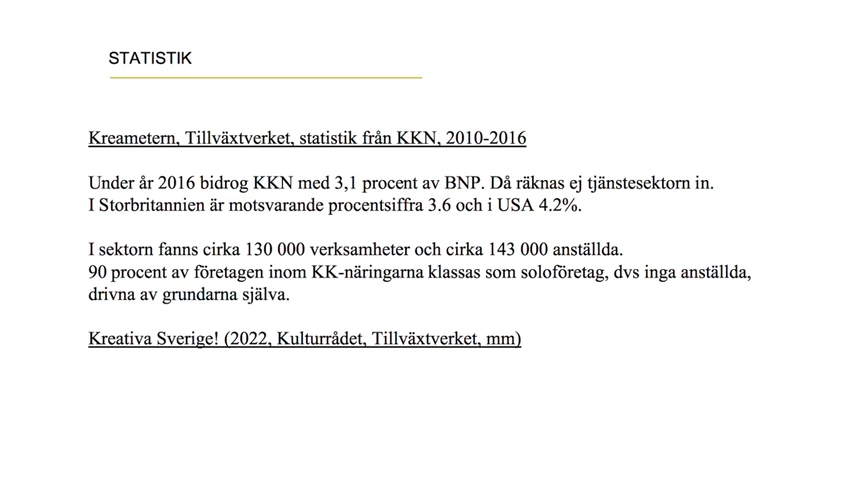 STATISTIK
Kreametern, Tillväxtverket, statistik från KKN, 2010-2016
Under år 2016 bidrog KKN med 3,1 procent av BNP. Då räknas ej tjänstesektorn in.
I Storbritannien är motsvarande procentsiffra 3.6 och i USA 4.2%.
I sektorn fanns cirka 130 000 verksamheter och cirka 143 000 anställda.
90 procent av företagen inom KK-näringarna klassas som soloföretag, dvs inga anställda,
drivna av grundarna själva.
Kreativa Sverige! (2022, Kulturrådet, Tillväxtverket, mm)